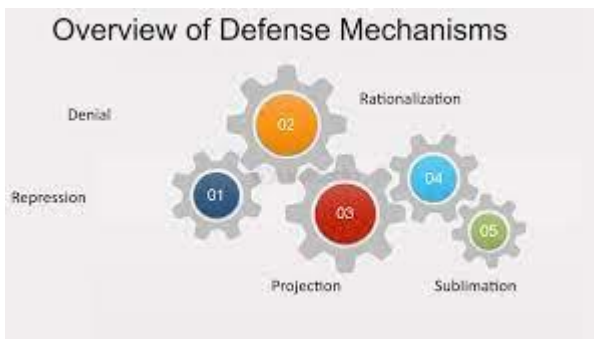 Overview of Defense Mechanisms
Denial
02
Rationalization
Repression
01
04
03
05
Projection
Sublimation